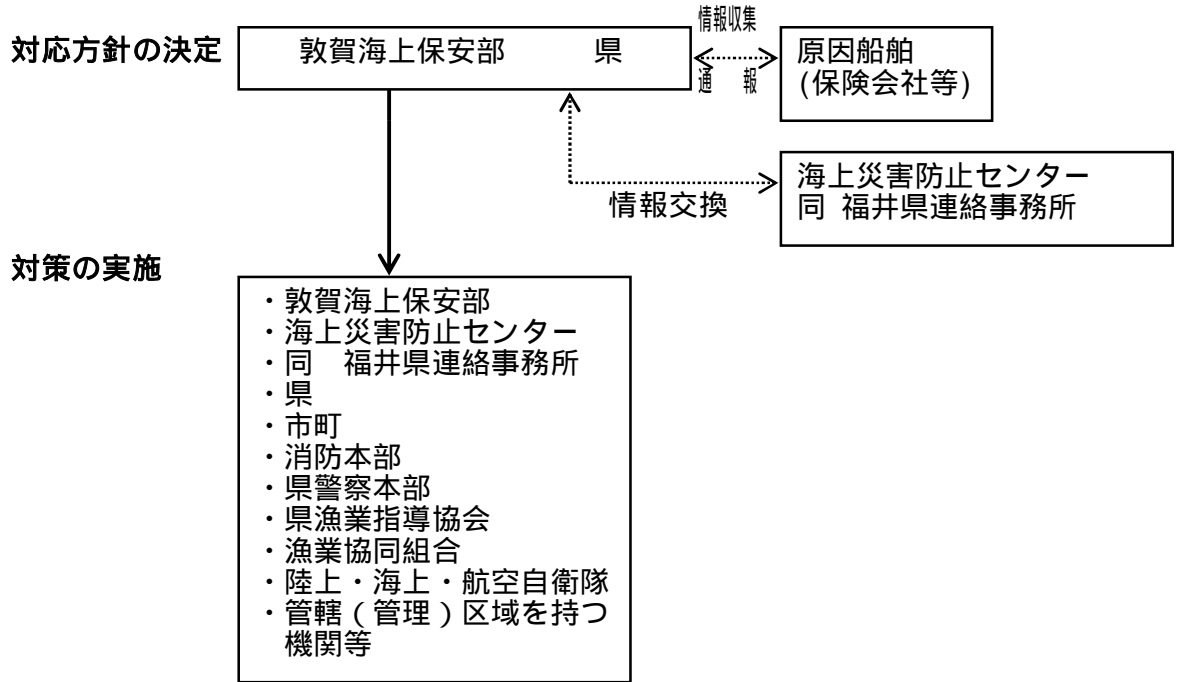 情報収集
対応方針の決定
敦賀海上保安部　　県
原因船舶
(保険会社等)
通　報
海上災害防止センター
同 福井県連絡事務所
情報交換
対策の実施
・敦賀海上保安部
・海上災害防止センター
・同　福井県連絡事務所
・県
・市町
・消防本部
・県警察本部
・県漁業指導協会
・漁業協同組合
・陸上・海上・航空自衛隊
・管轄（管理）区域を持つ
機関等